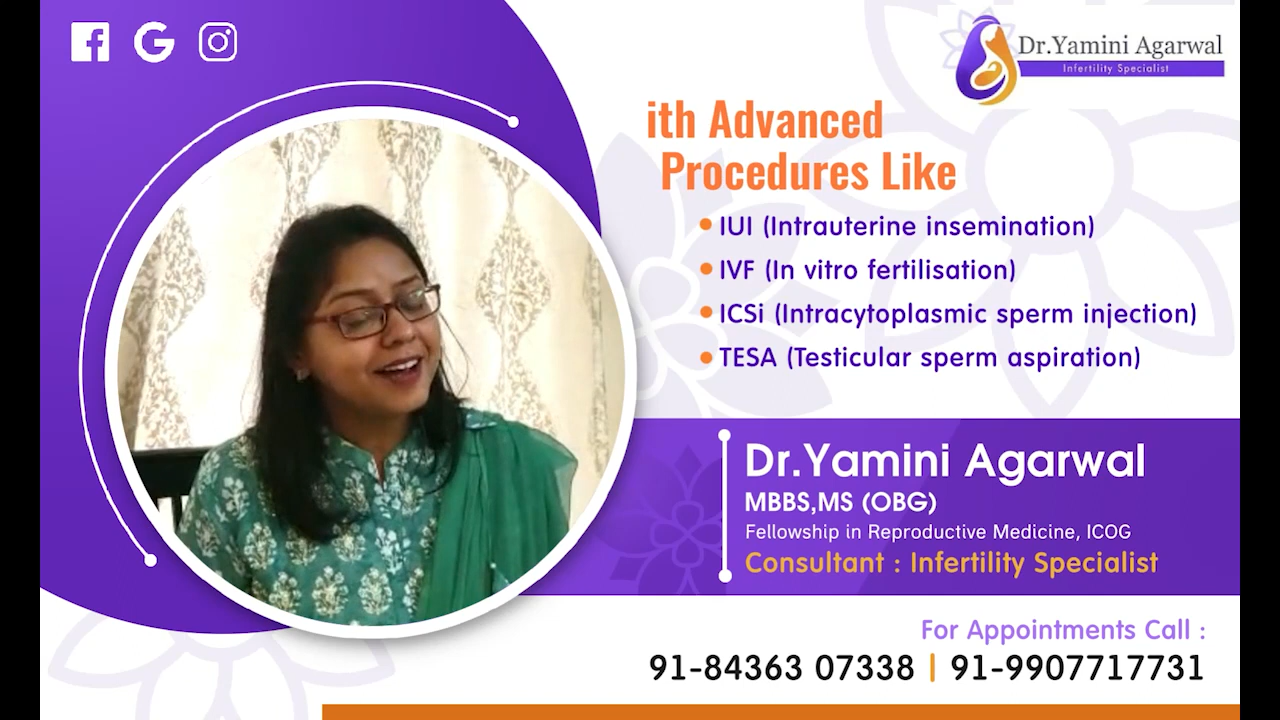 Dr.Yamini Agarwal
Infertility Specialist
ith Advanced
Procedures Like
IUI (Intrauterine insemination)
IVF (In vitro fertilisation)
ICSi (Intracytoplasmic sperm injection)
TESA (Testicular sperm aspiration)
Dr.Yamini Agarwal
MBBS,MS (OBG)
Fellowship in Reproductive Medicine, ICOG
Consultant : Infertility Specialist
For Appointments Call :
91-84363 07338 | 91-9907717731